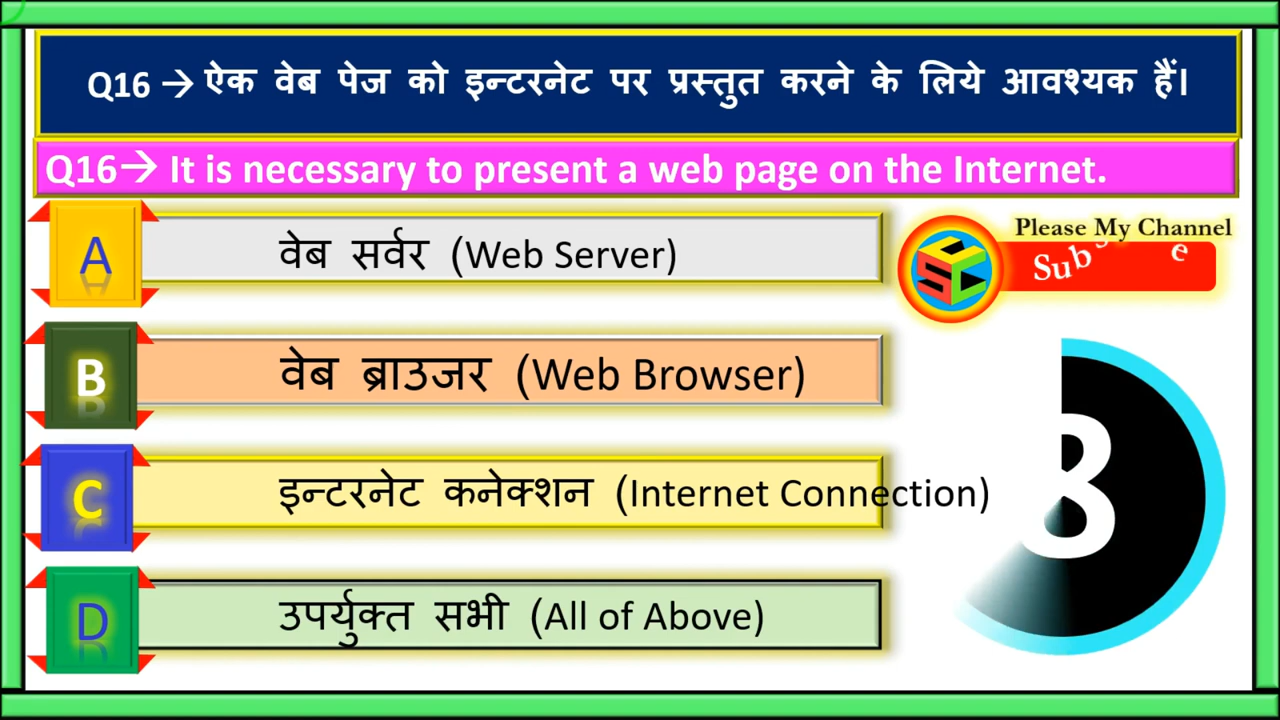 Q16 → ऐक वेब पेज को इन्टरनेट पर प्रस्तुत करने के लिये आवश्यक हैं।
Q16→ It is necessary to present a web page on the Internet.
A वेब सर्वर (Web Server)
Please My Channel
Sub e
B वेब ब्राउजर (Web Browser)
C इन्टरनेट कनेक्शन (Internet Connection)
3
D उपर्युक्त सभी (All of Above)